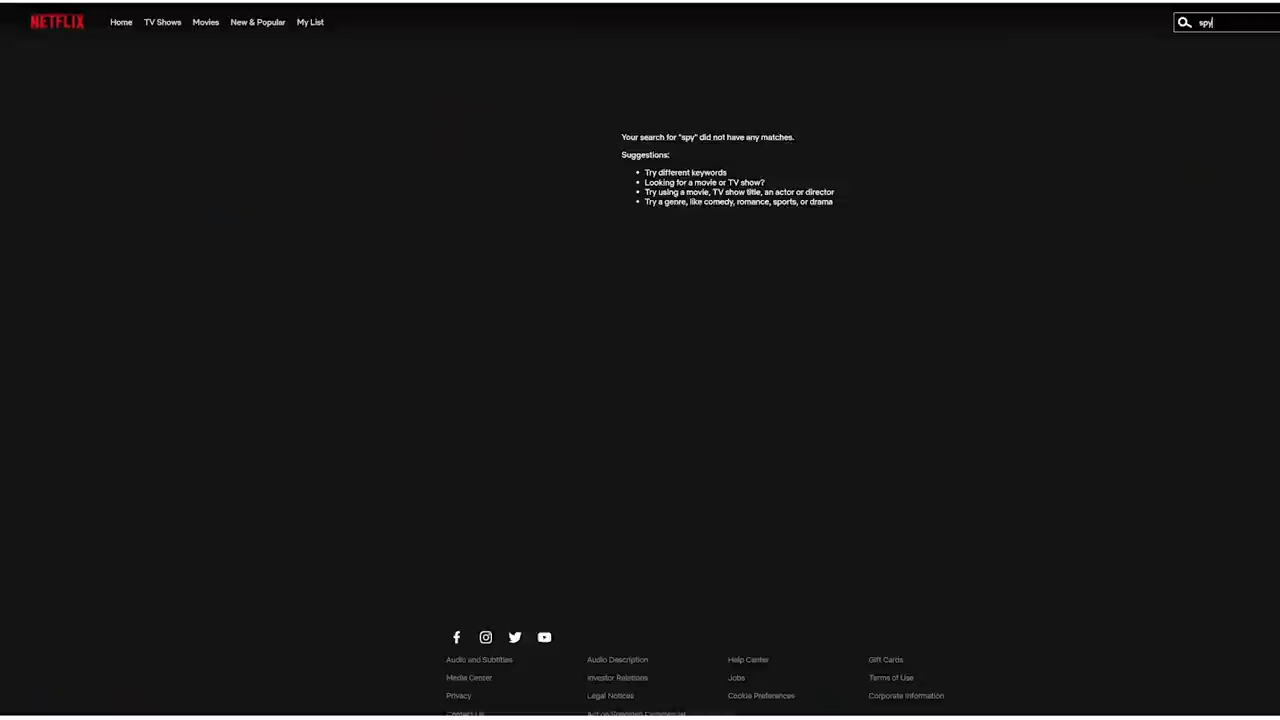 NETFLIX Home TV Shows Movies New & Popular My List spy
Your search for "spy" did not have any matches.
Suggestions:
• Try different keywords
• Looking for a movie or TV show?
• Try using a movie, TV show title, an actor or director
• Try a genre, like comedy, romance, sports, or drama
Audio and Subtitles Audio Description Help Center Gift Cards
Media Center Investor Relations Jobs Terms of Use
Privacy Legal Notices Cookie Preferences Corporate Information